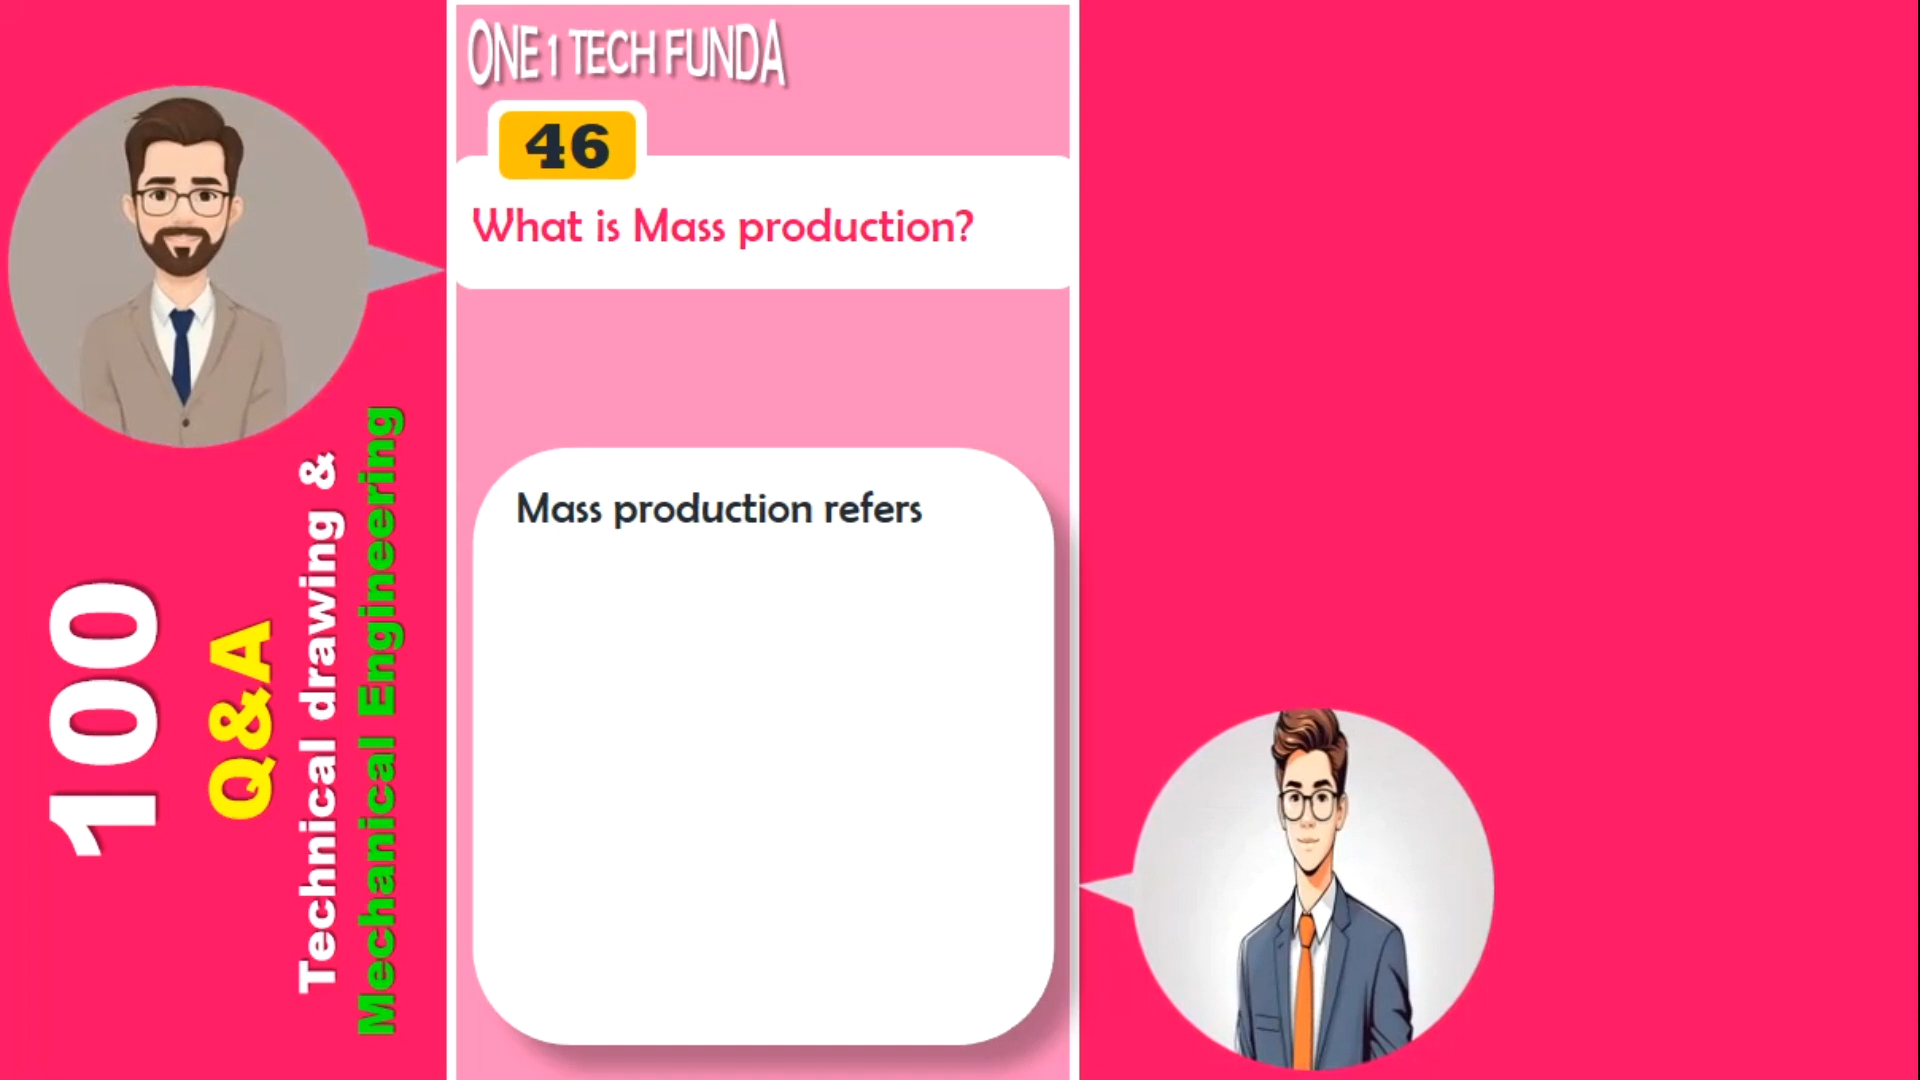 ONE 1 TECH FUNDA
46
What is Mass production?
Mass production refers
100
Q&A
Technical drawing &
Mechanical Engineering